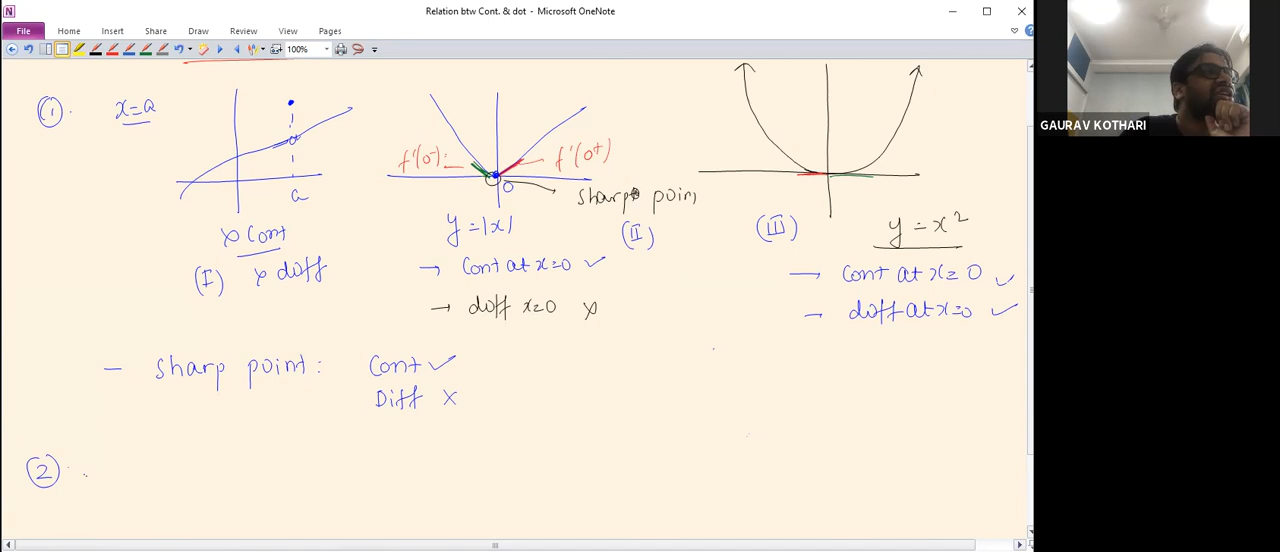 Relation btw Cont. & dot - Microsoft OneNote
File Home Insert Share Draw Review View Pages
100%
GAURAV KOTHARI
① x=a
a
x Cont
(I) x diff
f'(0⁻):
f'(0⁺)
0
sharp point
y=|x| (II)
→ Cont at x=0 ✓
→ diff x=0 x
(III) y = x²
→ Cont at x=0 ✓
→ diff at x=0 ✓
– Sharp point: Cont ✓
Diff x
②